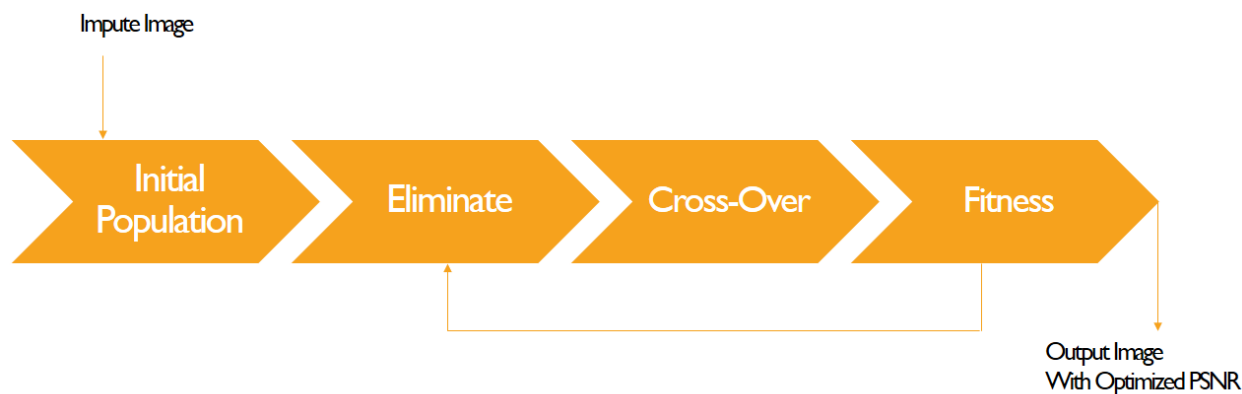 Impute Image
Initial
Population
Eliminate
Cross-Over
Fitness
Output Image
With Optimized PSNR